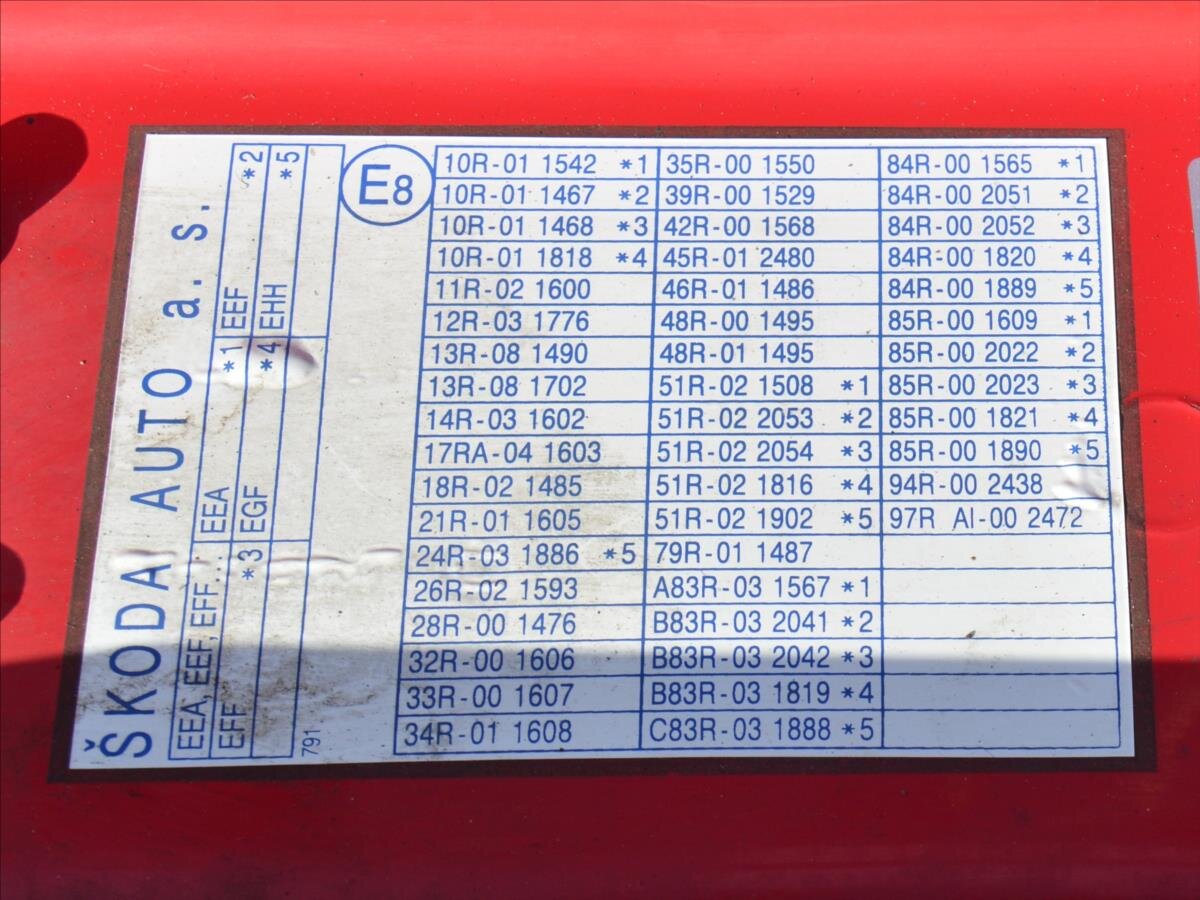 ŠKODA AUTO a. s.
EEA, EEF, EFF... EEA *1 EEF *2
EFF *3 EGF *4 EHH *5
791
E8
10R-01 1542 *1
10R-01 1467 *2
10R-01 1468 *3
10R-01 1818 *4
11R-02 1600
12R-03 1776
13R-08 1490
13R-08 1702
14R-03 1602
17RA-04 1603
18R-02 1485
21R-01 1605
24R-03 1886 *5
26R-02 1593
28R-00 1476
32R-00 1606
33R-00 1607
34R-01 1608
35R-00 1550
39R-00 1529
42R-00 1568
45R-01 2480
46R-01 1486
48R-00 1495
48R-01 1495
51R-02 1508 *1
51R-02 2053 *2
51R-02 2054 *3
51R-02 1816 *4
51R-02 1902 *5
79R-01 1487
A83R-03 1567 *1
B83R-03 2041 *2
B83R-03 2042 *3
B83R-03 1819 *4
C83R-03 1888 *5
84R-00 1565 *1
84R-00 2051 *2
84R-00 2052 *3
84R-00 1820 *4
84R-00 1889 *5
85R-00 1609 *1
85R-00 2022 *2
85R-00 2023 *3
85R-00 1821 *4
85R-00 1890 *5
94R-00 2438
97R AI-00 2472